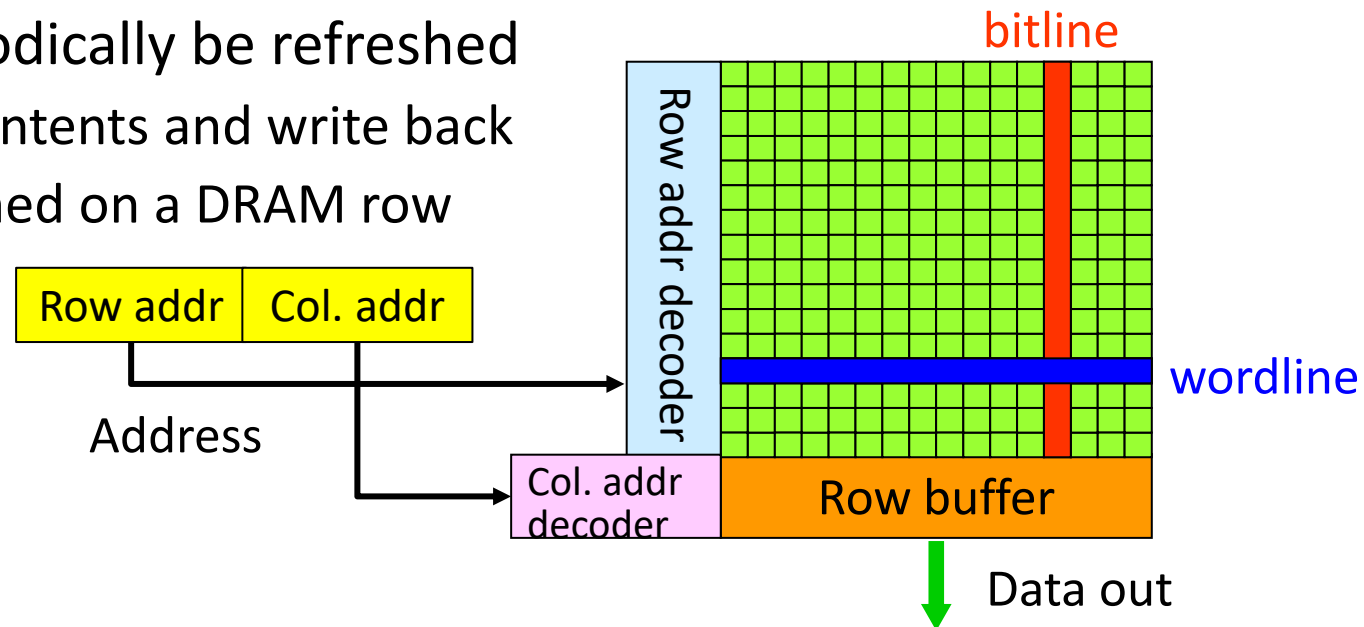 odically be refreshed
ntents and write back
ned on a DRAM row
bitline
Row addr decoder
Row addr
Col. addr
wordline
Address
Col. addr
decoder
Row buffer
Data out